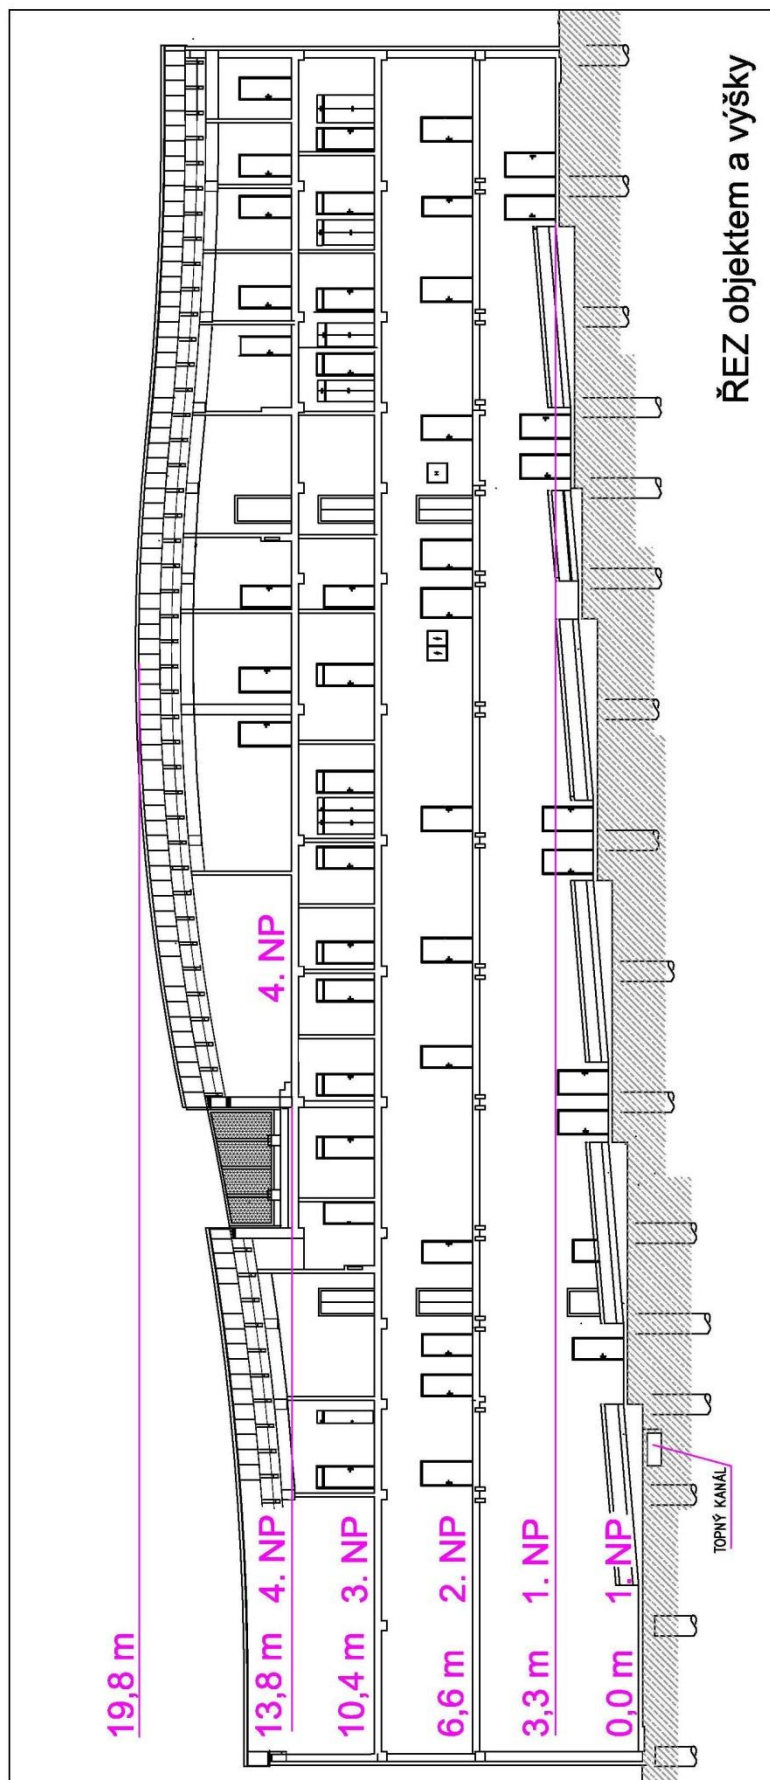 ŘEZ objektem a výšky
19,8 m
4. NP
13,8 m 4. NP
10,4 m 3. NP
6,6 m 2. NP
3,3 m 1. NP
0,0 m 1. NP
TOPNÝ KANÁL